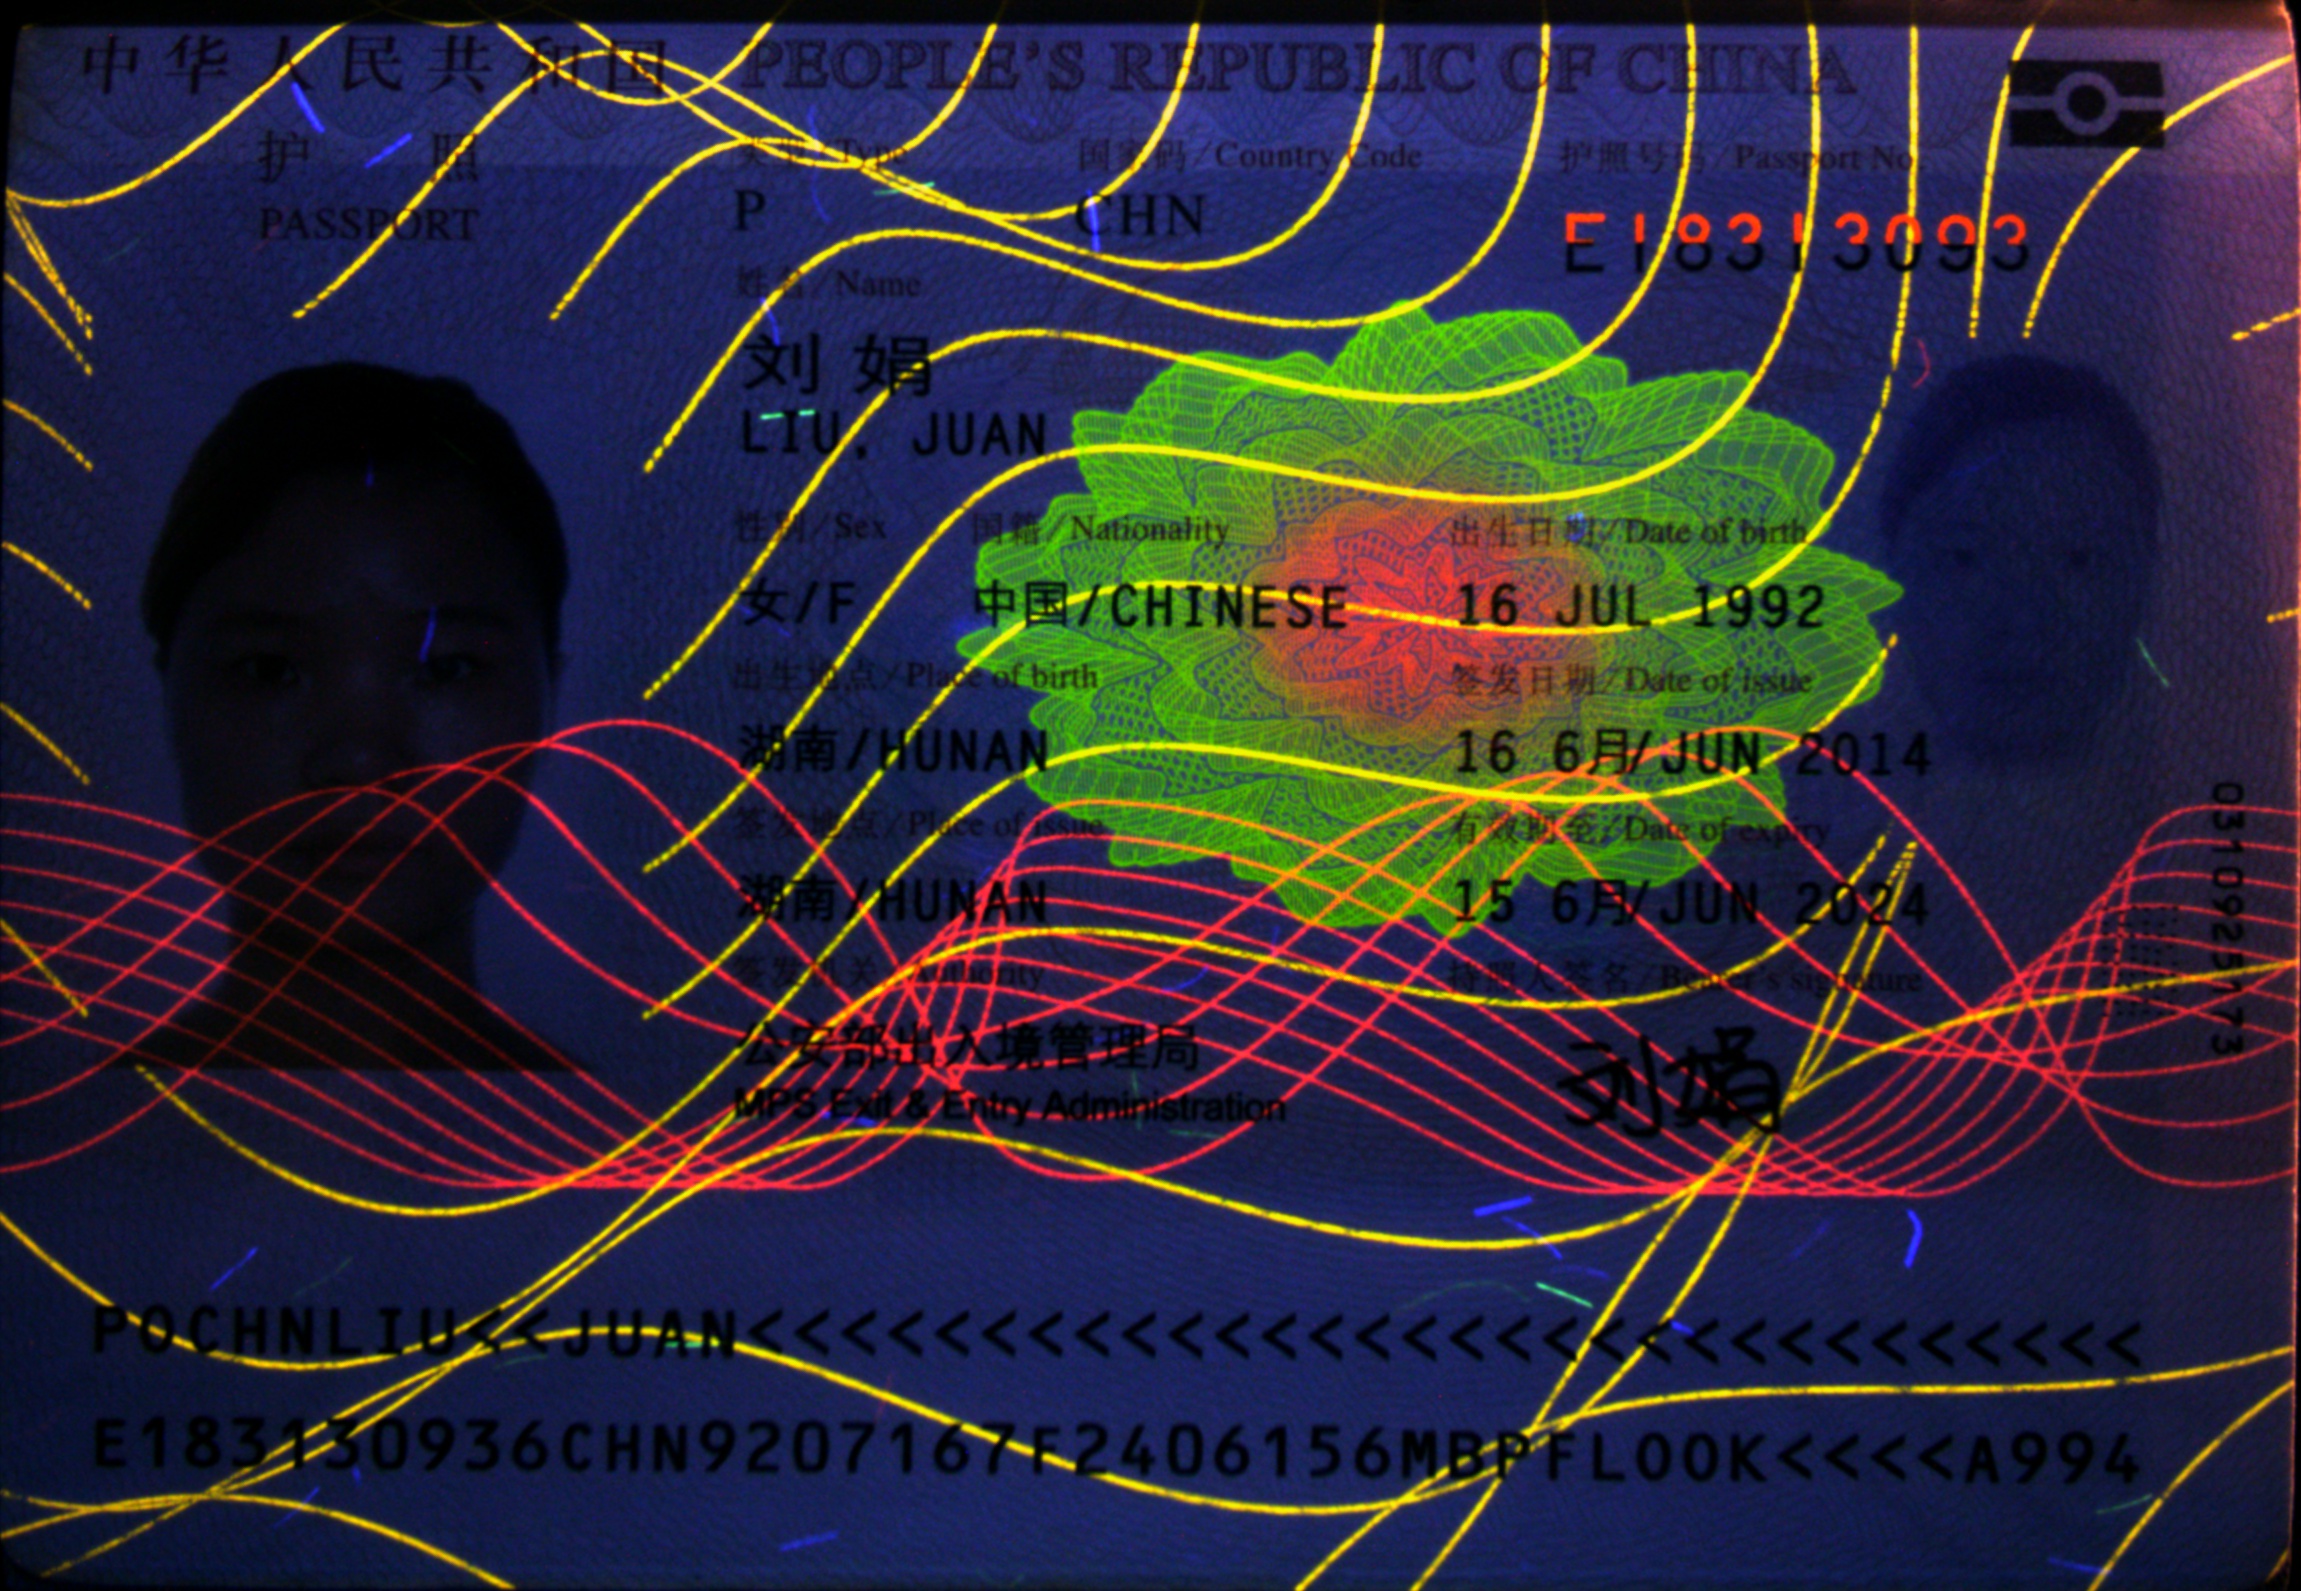 中华人民共和国 PEOPLE'S REPUBLIC OF CHINA
护照 类型/Type 国家码/Country Code 护照号码/Passport No.
PASSPORT P CHN E18313093
姓名/Name
刘娟
LIU, JUAN
性别/Sex 国籍/Nationality 出生日期/Date of birth
女/F 中国/CHINESE 16 JUL 1992
出生地点/Place of birth 签发日期/Date of issue
湖南/HUNAN 16 6月/JUN 2014
签发地点/Place of issue 有效期至/Date of expiry
湖南/HUNAN 15 6月/JUN 2024
签发机关/Authority 持照人签名/Bearer's signature
公安部出入境管理局 刘娟
MPS Exit & Entry Administration
0310925173
POCHNLIU<<JUAN<<<<<<<<<<<<<<<<<<<<<<<<<<<<<<
E183130936CHN9207167F2406156MBPFLOOK<<<<A994